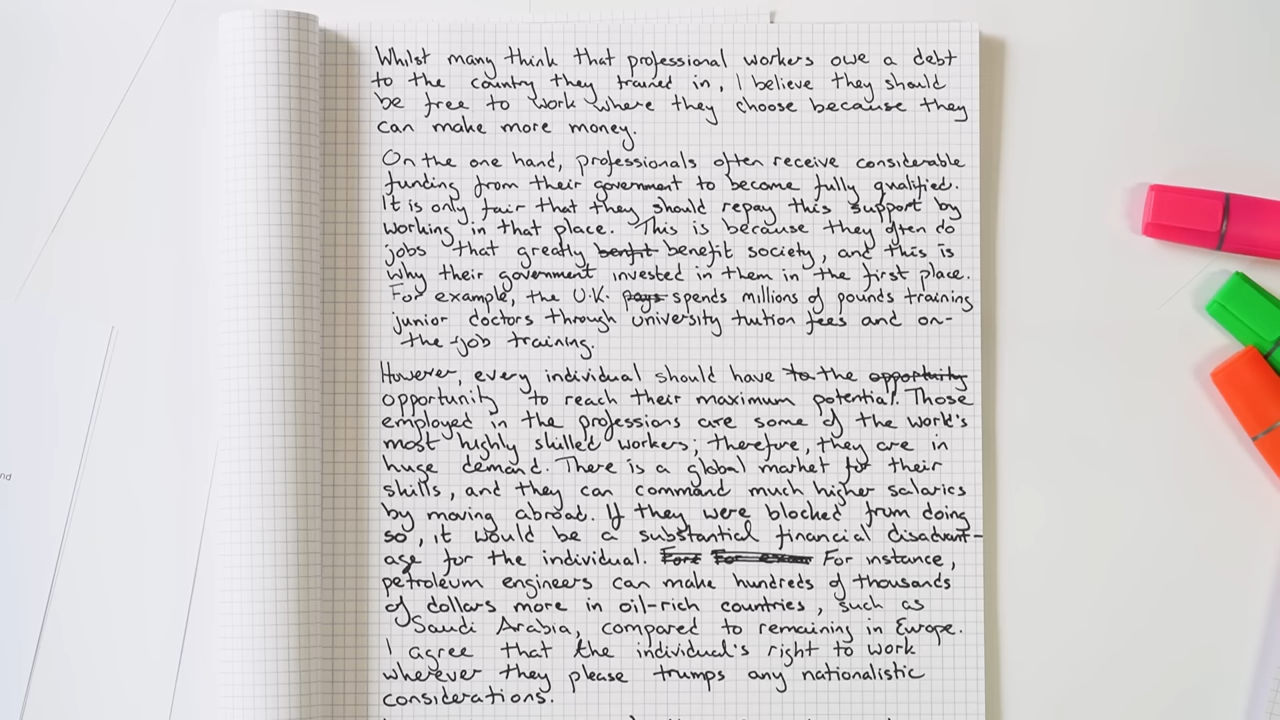 Whilst many think that professional workers owe a debt
to the country they trained in, I believe they should
be free to work where they choose because they
can make more money.
On the one hand, professionals often receive considerable
funding from their government to become fully qualified.
It is only fair that they should repay this support by
working in that place. This is because they often do
jobs that greatly benfit benefit society, and this is
why their government invested in them in the first place.
For example, the U.K. pays spends millions of pounds training
junior doctors through university tuition fees and on-
the-job training.
However, every individual should have to the opportunity
opportunity to reach their maximum potential. Those
employed in the professions are some of the world's
most highly skilled workers; therefore, they are in
huge demand. There is a global market for their
skills, and they can command much higher salaries
by moving abroad. If they were blocked from doing
so, it would be a substantial financial disadvant-
age for the individual. For instance,
petroleum engineers can make hundreds of thousands
of dollars more in oil-rich countries, such as
Saudi Arabia, compared to remaining in Europe.
I agree that the individual's right to work
wherever they please trumps any nationalistic
considerations.
nd